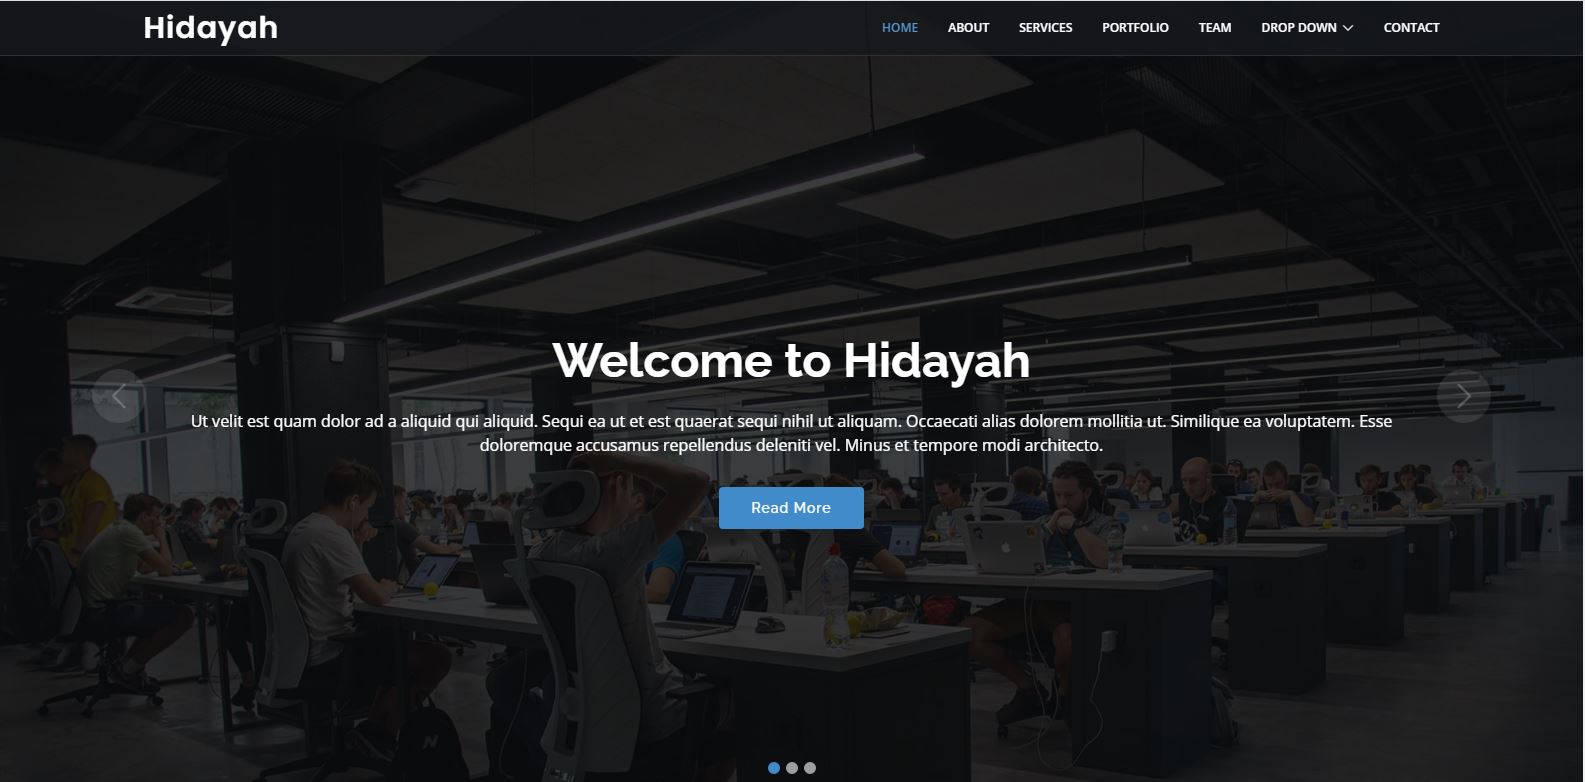 Hidayah
HOME ABOUT SERVICES PORTFOLIO TEAM DROP DOWN CONTACT
Welcome to Hidayah
Ut velit est quam dolor ad a aliquid qui aliquid. Sequi ea ut et est quaerat sequi nihil ut aliquam. Occaecati alias dolorem mollitia ut. Similique ea voluptatem. Esse
doloremque accusamus repellendus deleniti vel. Minus et tempore modi architecto.
Read More